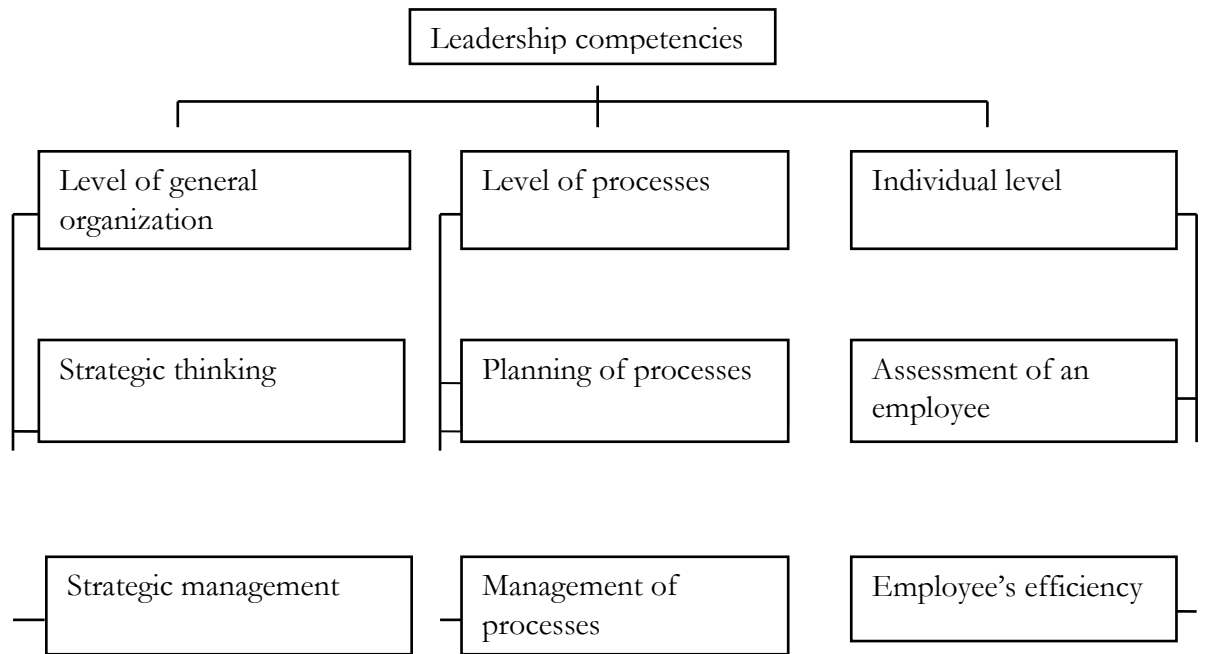 Leadership competencies
Level of general
organization
Level of processes
Individual level
Strategic thinking
Planning of processes
Assessment of an
employee
Strategic management
Management of
processes
Employee’s efficiency